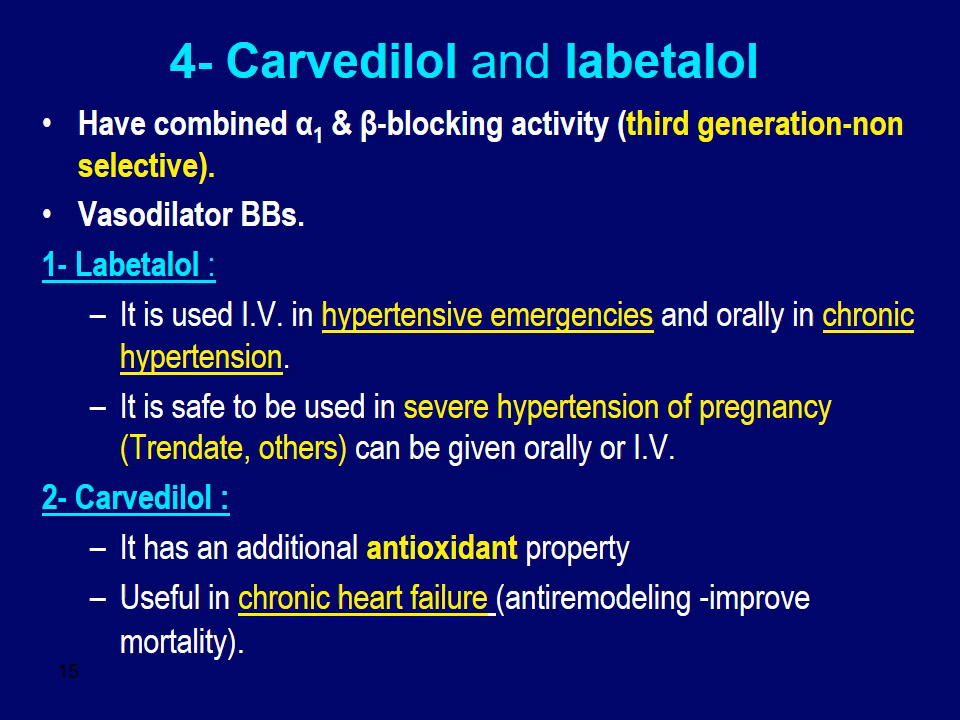 4- Carvedilol and labetalol
• Have combined α₁ & β-blocking activity (third generation-non
selective).
• Vasodilator BBs.
1- Labetalol :
– It is used I.V. in hypertensive emergencies and orally in chronic
hypertension.
– It is safe to be used in severe hypertension of pregnancy
(Trendate, others) can be given orally or I.V.
2- Carvedilol :
– It has an additional antioxidant property
– Useful in chronic heart failure (antiremodeling -improve
mortality).
15